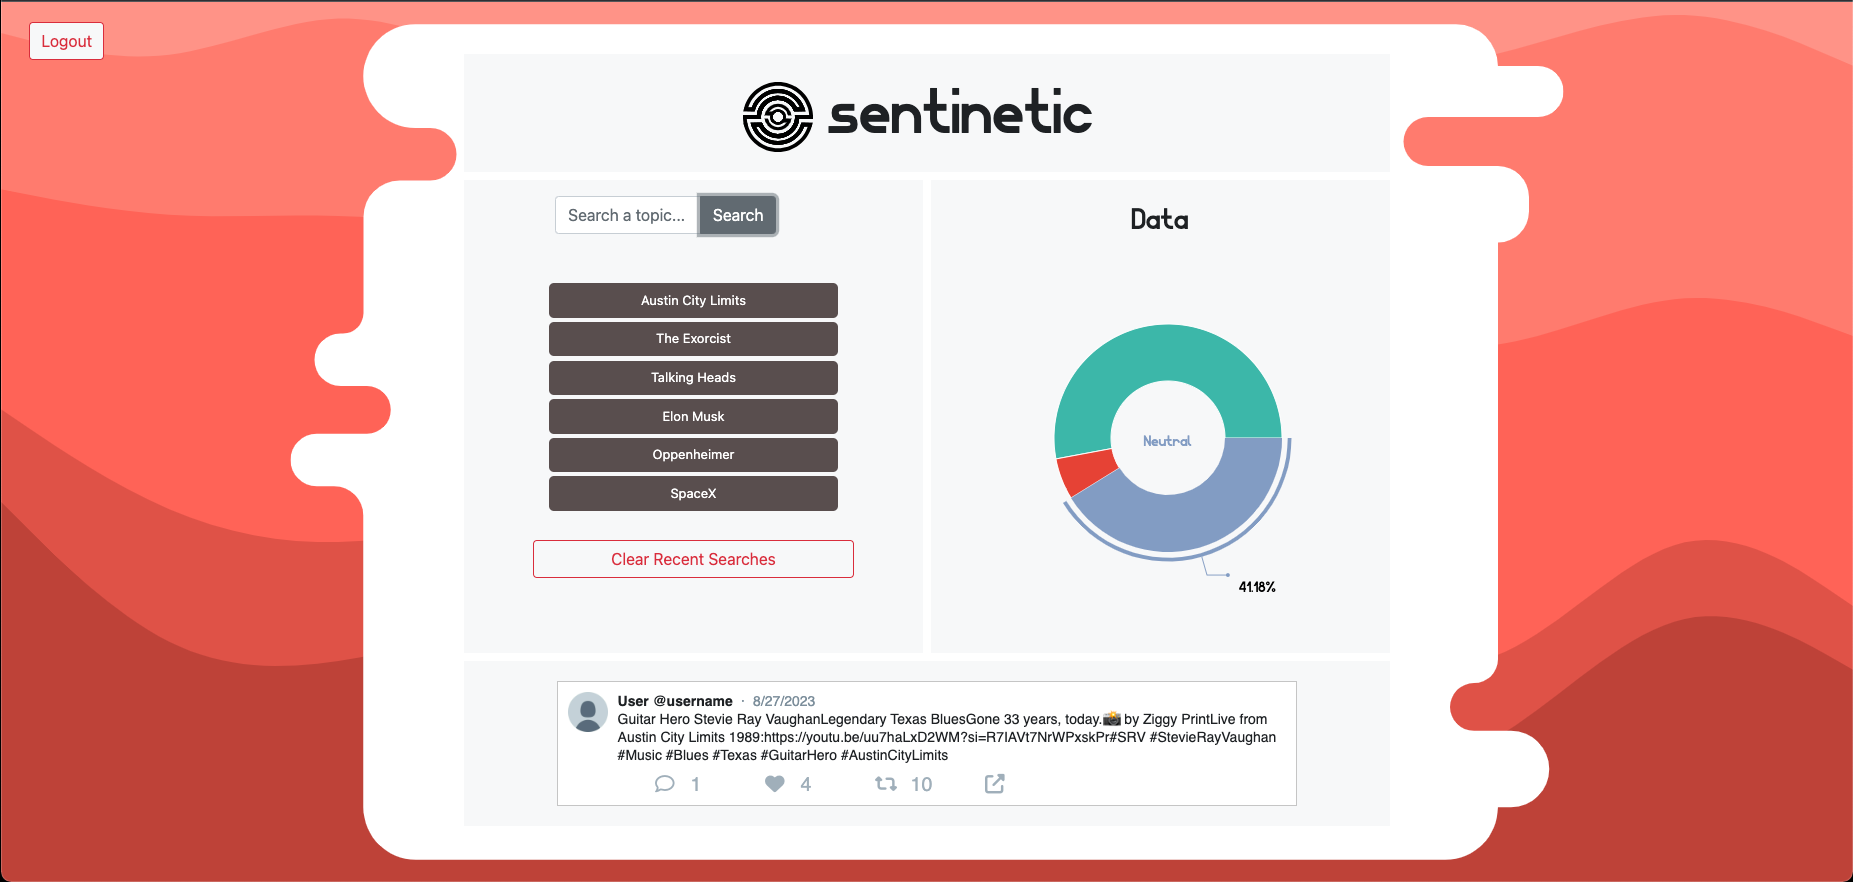 Logout
sentinetic
Search a topic...
Search
Austin City Limits
The Exorcist
Talking Heads
Elon Musk
Oppenheimer
SpaceX
Clear Recent Searches
Data
Neutral
41.18%
User @username · 8/27/2023
Guitar Hero Stevie Ray VaughanLegendary Texas BluesGone 33 years, today.📸 by Ziggy PrintLive from
Austin City Limits 1989:https://youtu.be/uu7haLxD2WM?si=R7IAVt7NrWPxskPr#SRV #StevieRayVaughan
#Music #Blues #Texas #GuitarHero #AustinCityLimits
1
4
10